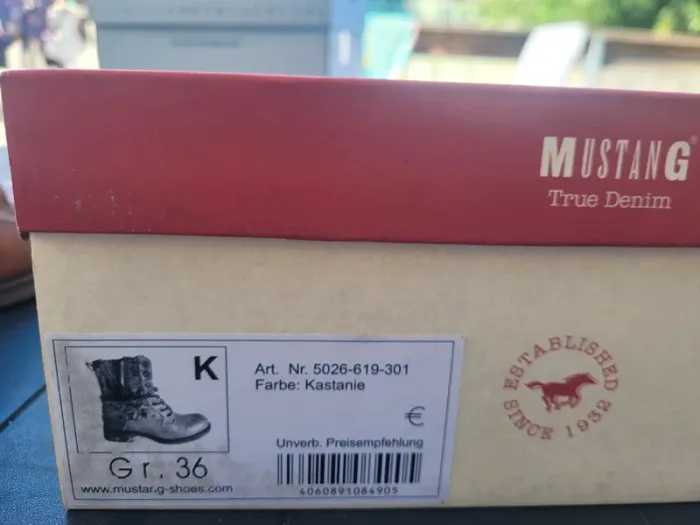 MUSTANG®
True Denim
K
Art. Nr. 5026-619-301
Farbe: Kastanie
€
Unverb. Preisempfehlung
Gr. 36
www.mustang-shoes.com
4060891084905
ESTABLISHED
SINCE 1932